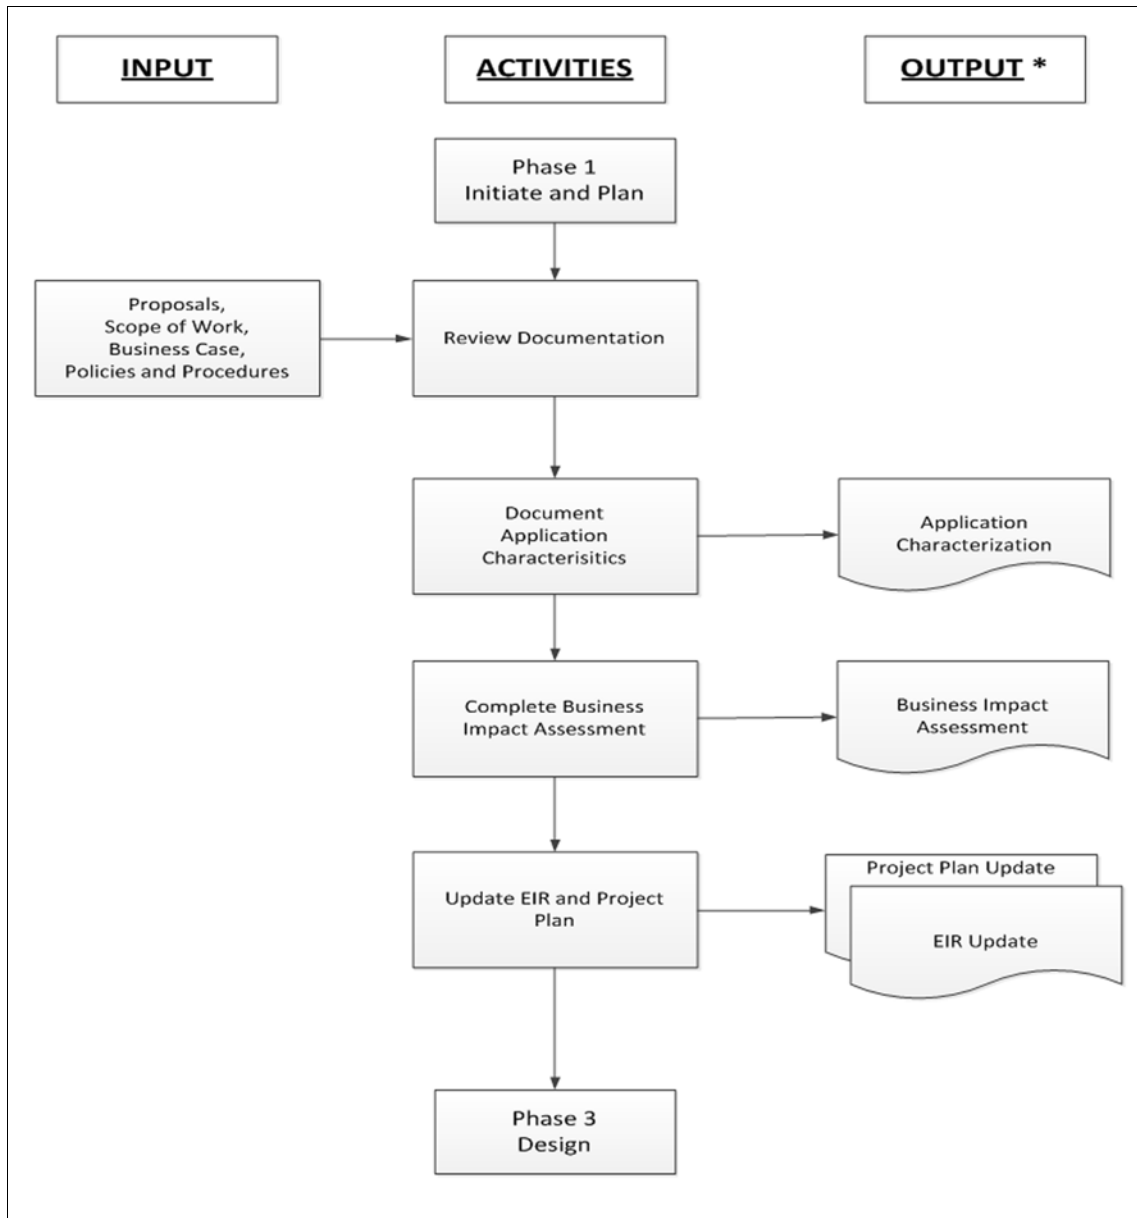 INPUT
ACTIVITIES
OUTPUT *
Phase 1
Initiate and Plan
Proposals,
Scope of Work,
Business Case,
Policies and Procedures
Review Documentation
Document
Application
Characterisitics
Application
Characterization
Complete Business
Impact Assessment
Business Impact
Assessment
Update EIR and Project
Plan
Project Plan Update
EIR Update
Phase 3
Design